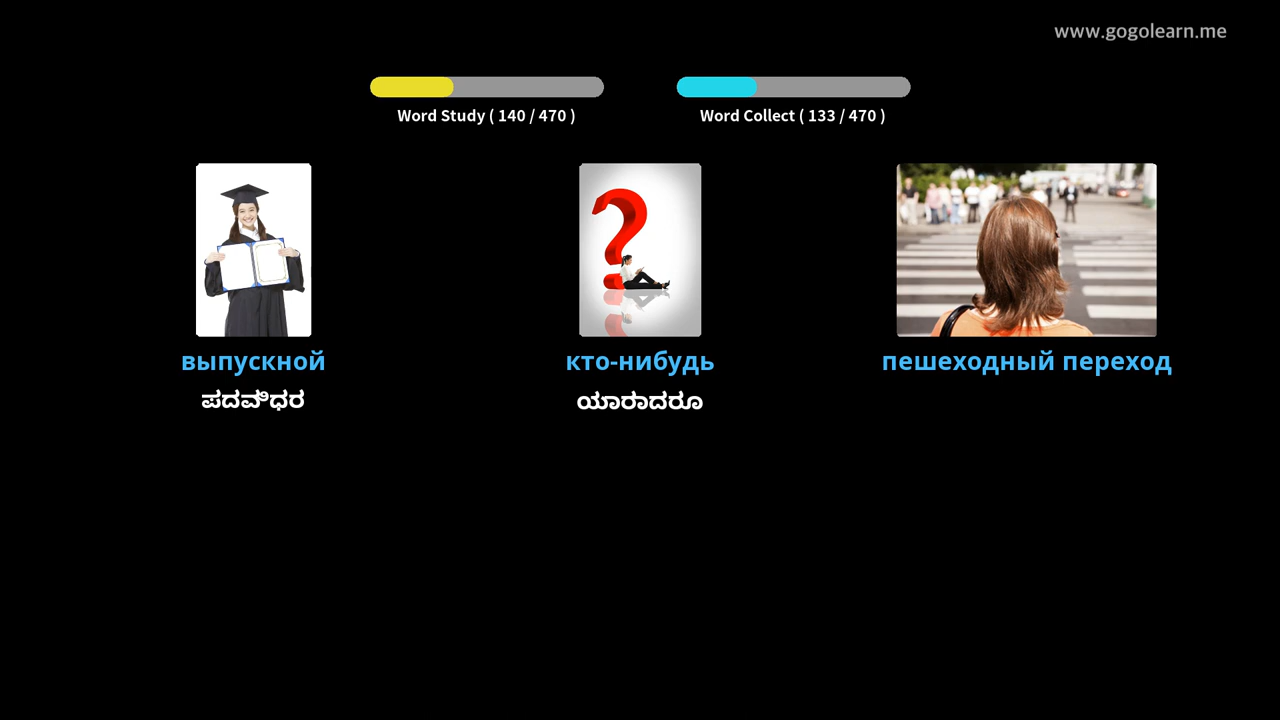 www.gogolearn.me
Word Study ( 140 / 470 )
Word Collect ( 133 / 470 )
выпускной
кто-нибудь
пешеходный переход
ಪದವಿಧರ
ಯಾರಾದರೂ